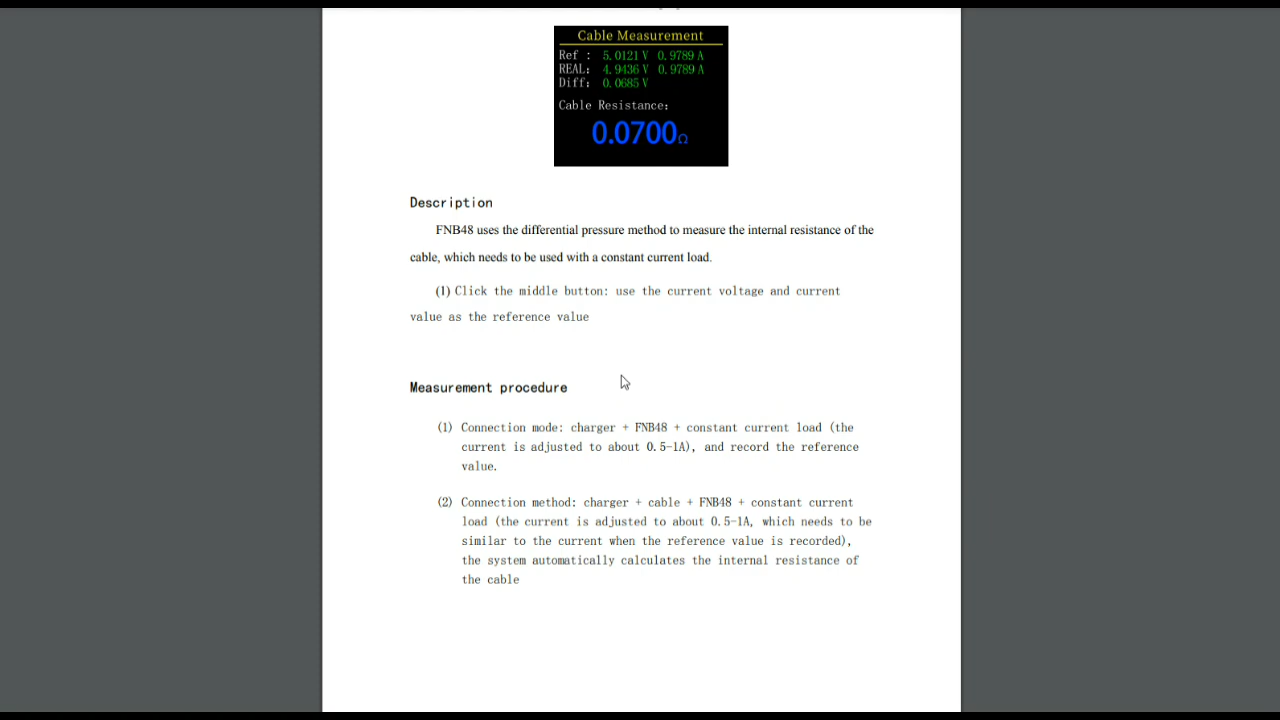 Cable Measurement
Ref : 5.0121 V 0.9789 A
REAL: 4.9436 V 0.9789 A
Diff: 0.0685 V
Cable Resistance:
0.0700Ω
Description
FNB48 uses the differential pressure method to measure the internal resistance of the
cable, which needs to be used with a constant current load.
(1) Click the middle button: use the current voltage and current
value as the reference value
Measurement procedure
(1) Connection mode: charger + FNB48 + constant current load (the
current is adjusted to about 0.5-1A), and record the reference
value.
(2) Connection method: charger + cable + FNB48 + constant current
load (the current is adjusted to about 0.5-1A, which needs to be
similar to the current when the reference value is recorded),
the system automatically calculates the internal resistance of
the cable